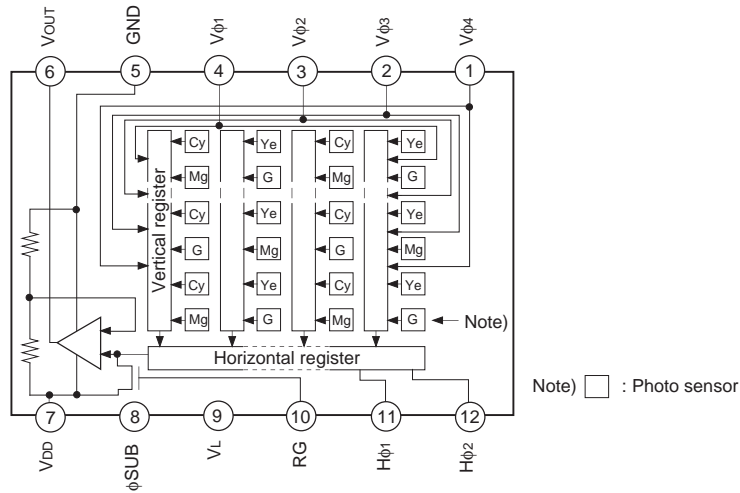 VOUT GND Vϕ1 Vϕ2 Vϕ3 Vϕ4
6 5 4 3 2 1
Cy Ye Cy Ye
Mg G Mg G
Cy Ye Cy Ye
G Mg G Mg
Cy Ye Cy Ye
Mg G Mg G
Vertical register
Note)
Horizontal register
Note) : Photo sensor
7 8 9 10 11 12
VDD ϕSUB VL RG Hϕ1 Hϕ2